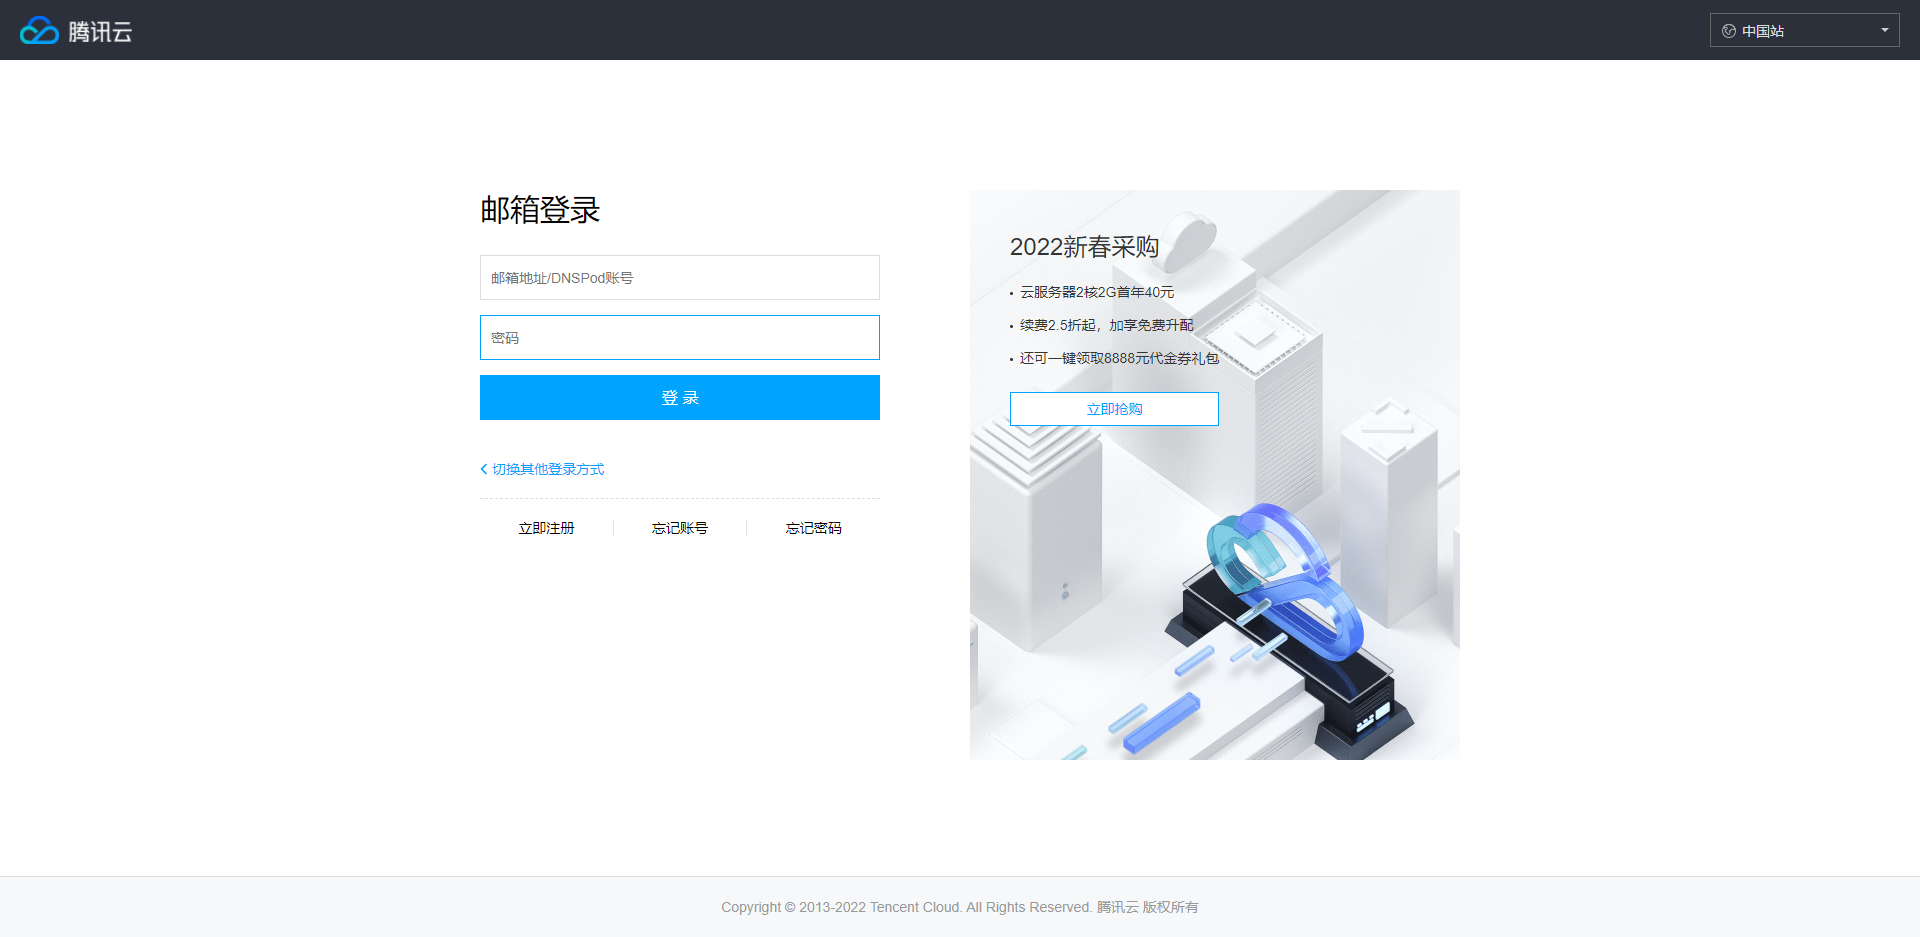 腾讯云
中国站
邮箱登录
邮箱地址/DNSPod账号
密码
登 录
切换其他登录方式
立即注册
忘记账号
忘记密码
2022新春采购
云服务器2核2G首年40元
续费2.5折起，加享免费升配
还可一键领取8888元代金券礼包
立即抢购
Copyright © 2013-2022 Tencent Cloud. All Rights Reserved. 腾讯云 版权所有